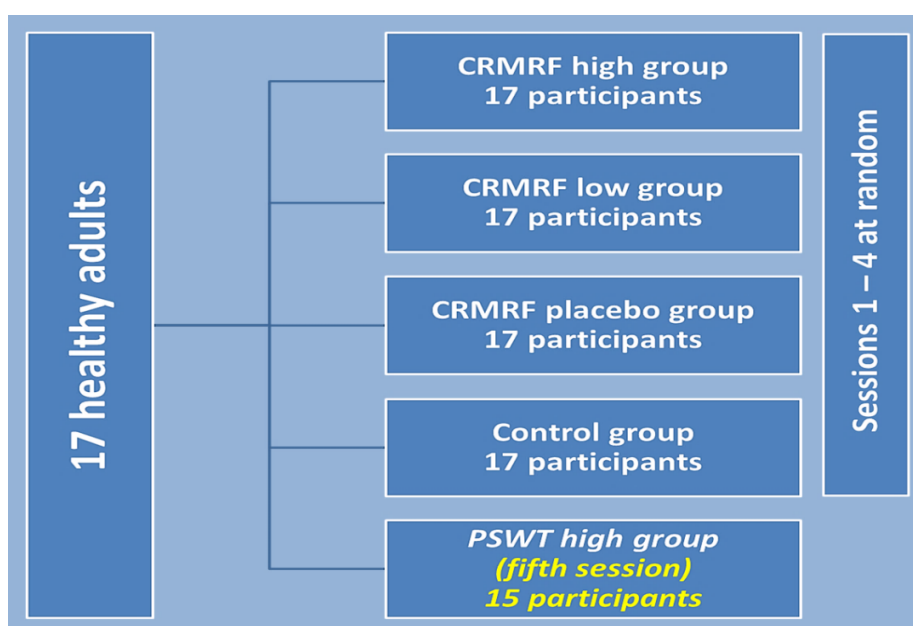 17 healthy adults
CRMRF high group
17 participants
CRMRF low group
17 participants
CRMRF placebo group
17 participants
Control group
17 participants
PSWT high group
(fifth session)
15 participants
Sessions 1 – 4 at random